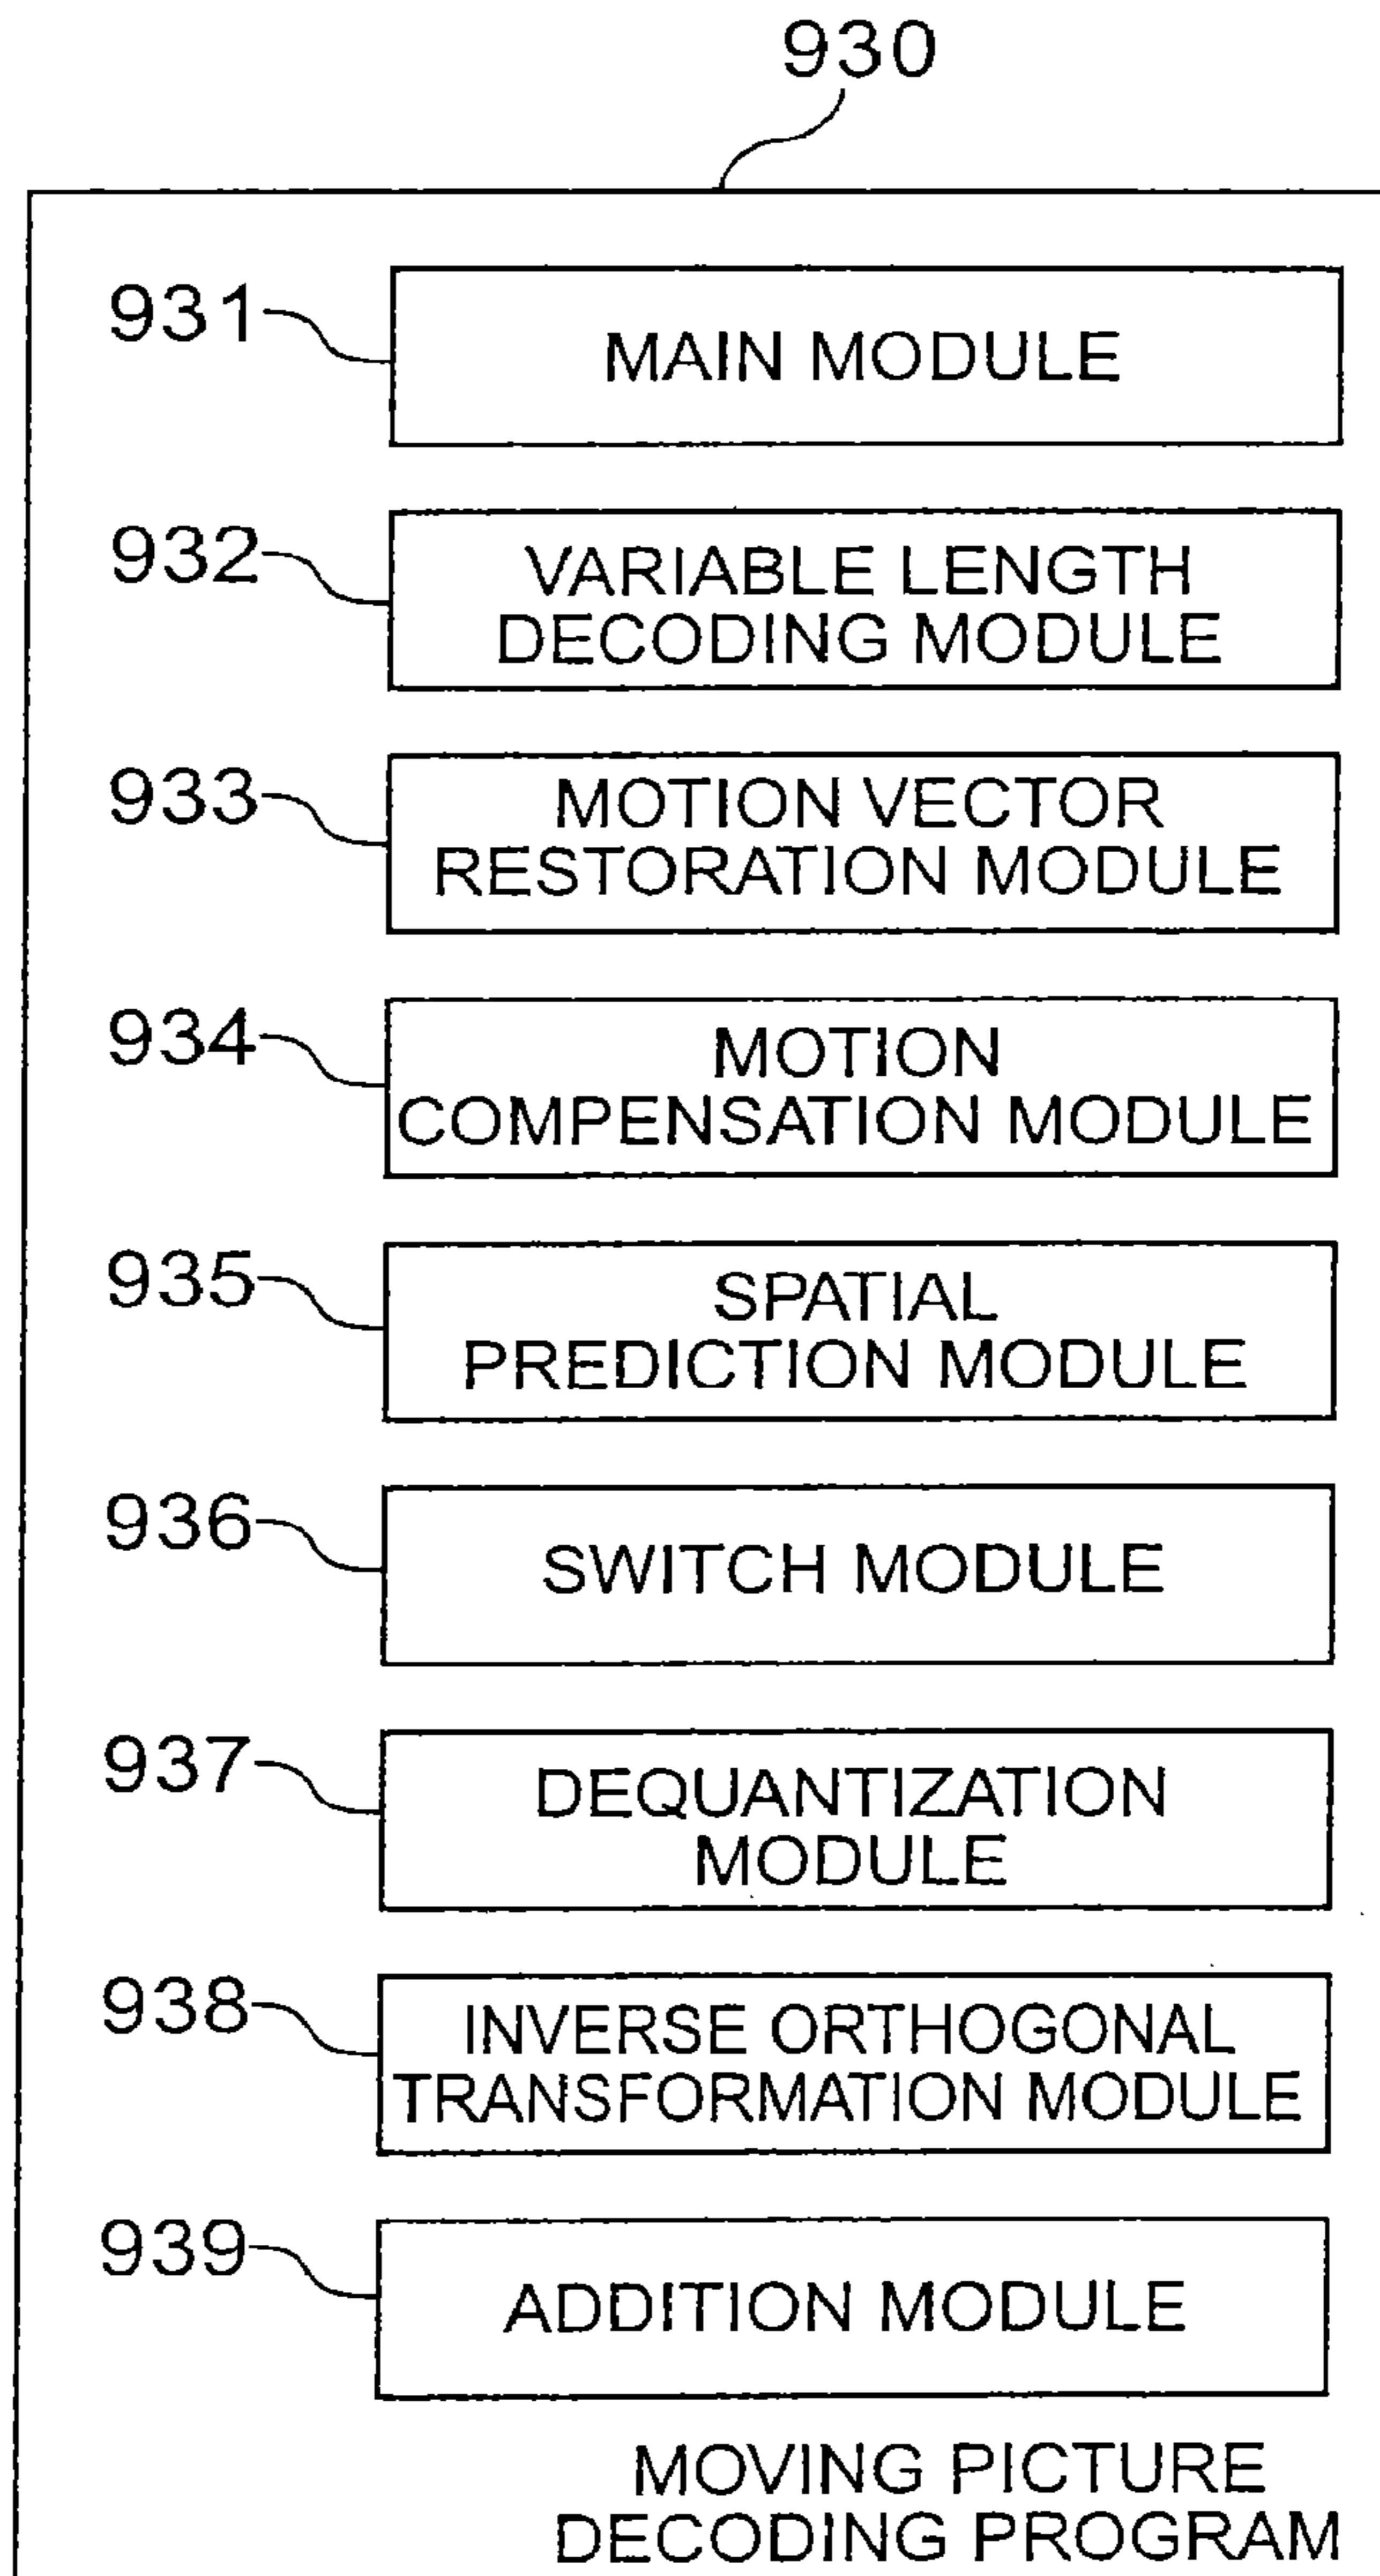 930
931
MAIN MODULE
932
VARIABLE LENGTH
DECODING MODULE
933
MOTION VECTOR
RESTORATION MODULE
934
MOTION
COMPENSATION MODULE
935
SPATIAL
PREDICTION MODULE
936
SWITCH MODULE
937
DEQUANTIZATION
MODULE
938
INVERSE ORTHOGONAL
TRANSFORMATION MODULE
939
ADDITION MODULE
MOVING PICTURE
DECODING PROGRAM